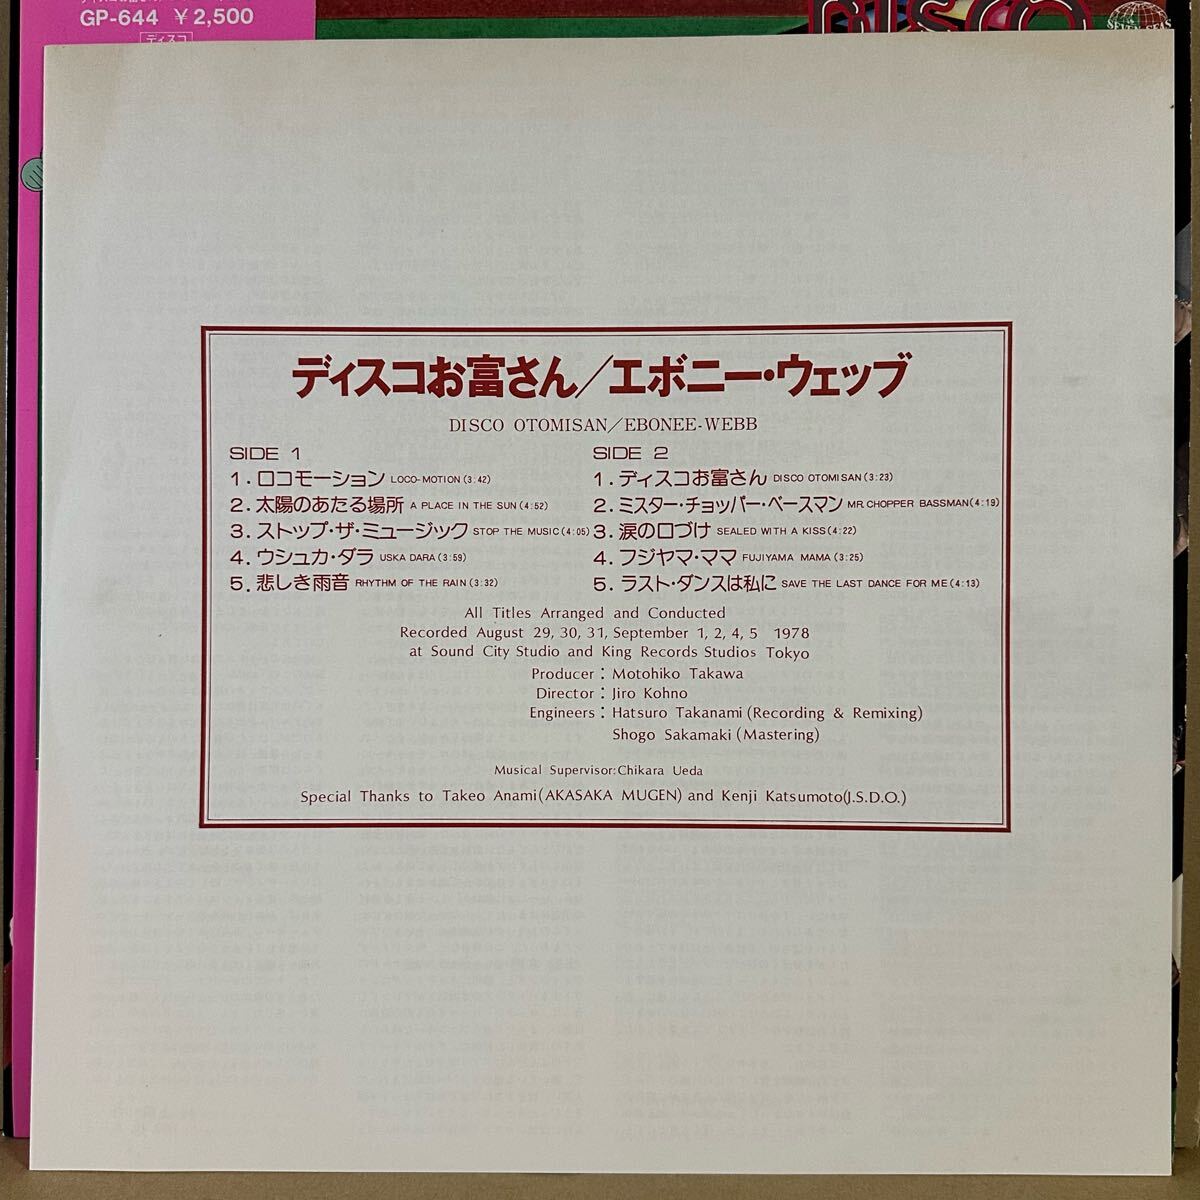 GP-644 ¥2,500
ディスコ
DISCO
SEVEN SEAS
ディスコお富さん/エボニー・ウェッブ
DISCO OTOMISAN/EBONEE-WEBB
SIDE 1
1. ロコモーション LOCO-MOTION(3:42)
2. 太陽のあたる場所 A PLACE IN THE SUN(4:52)
3. ストップ・ザ・ミュージック STOP THE MUSIC(4:05)
4. ウシュカ・ダラ USKA DARA(3:59)
5. 悲しき雨音 RHYTHM OF THE RAIN(3:32)
SIDE 2
1. ディスコお富さん DISCO OTOMISAN(3:23)
2. ミスター・チョッパー・ベースマン MR. CHOPPER BASSMAN(4:19)
3. 涙の口づけ SEALED WITH A KISS(4:22)
4. フジヤマ・ママ FUJIYAMA MAMA(3:25)
5. ラスト・ダンスは私に SAVE THE LAST DANCE FOR ME(4:13)
All Titles Arranged and Conducted
Recorded August 29, 30, 31, September 1, 2, 4, 5 1978
at Sound City Studio and King Records Studios Tokyo
Producer : Motohiko Takawa
Director : Jiro Kohno
Engineers : Hatsuro Takanami (Recording & Remixing)
Shogo Sakamaki (Mastering)
Musical Supervisor:Chikara Ueda
Special Thanks to Takeo Anami(AKASAKA MUGEN) and Kenji Katsumoto(J.S.D.O.)